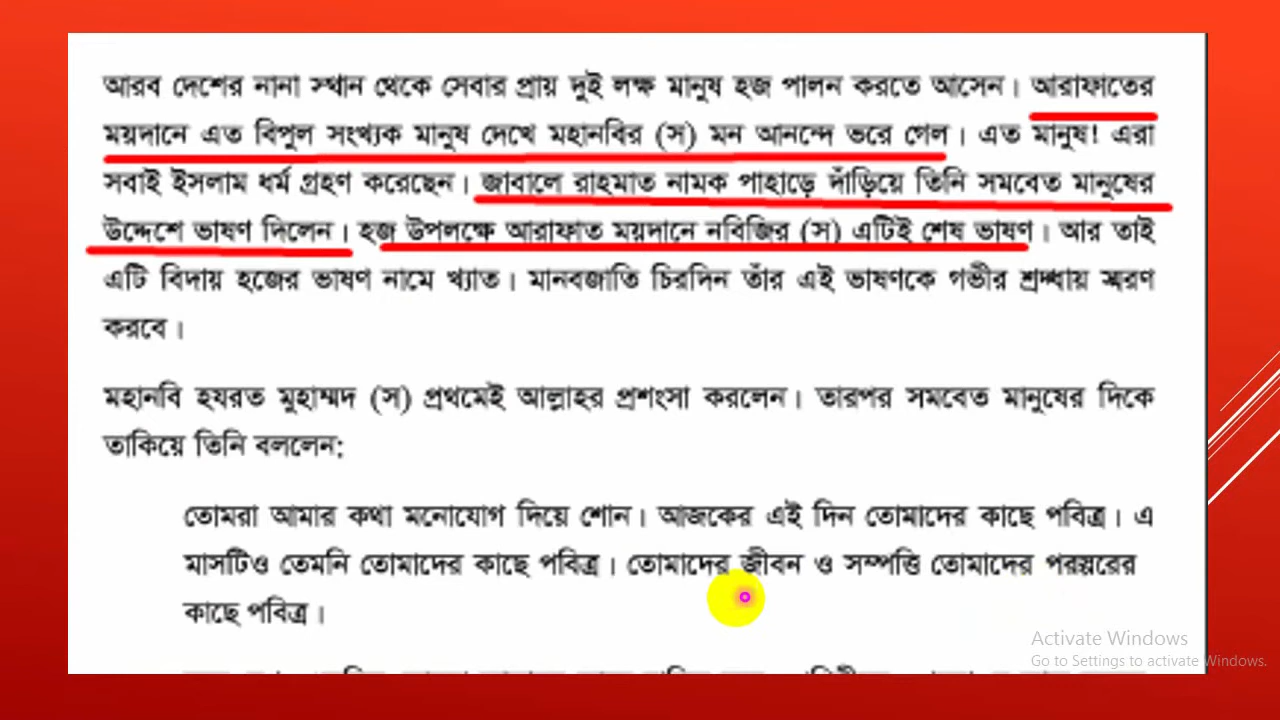 আরব দেশের নানা স্থান থেকে সেবার প্রায় দুই লক্ষ মানুষ হজ পালন করতে আসেন। আরাফাতের
ময়দানে এত বিপুল সংখ্যক মানুষ দেখে মহানবির (স) মন আনন্দে ভরে গেল। এত মানুষ! এরা
সবাই ইসলাম ধর্ম গ্রহণ করেছেন। জাবালে রাহমাত নামক পাহাড়ে দাঁড়িয়ে তিনি সমবেত মানুষের
উদ্দেশে ভাষণ দিলেন। হজ উপলক্ষে আরাফাত ময়দানে নবিজির (স) এটিই শেষ ভাষণ। আর তাই
এটি বিদায় হজের ভাষণ নামে খ্যাত। মানবজাতি চিরদিন তাঁর এই ভাষণকে গভীর শ্রদ্ধায় স্মরণ
করবে।
মহানবি হযরত মুহাম্মদ (স) প্রথমেই আল্লাহর প্রশংসা করলেন। তারপর সমবেত মানুষের দিকে
তাকিয়ে তিনি বললেন:
তোমরা আমার কথা মনোযোগ দিয়ে শোন। আজকের এই দিন তোমাদের কাছে পবিত্র। এ
মাসটিও তেমনি তোমাদের কাছে পবিত্র। তোমাদের জীবন ও সম্পত্তি তোমাদের পরস্পরের
কাছে পবিত্র।
Activate Windows
Go to Settings to activate Windows.